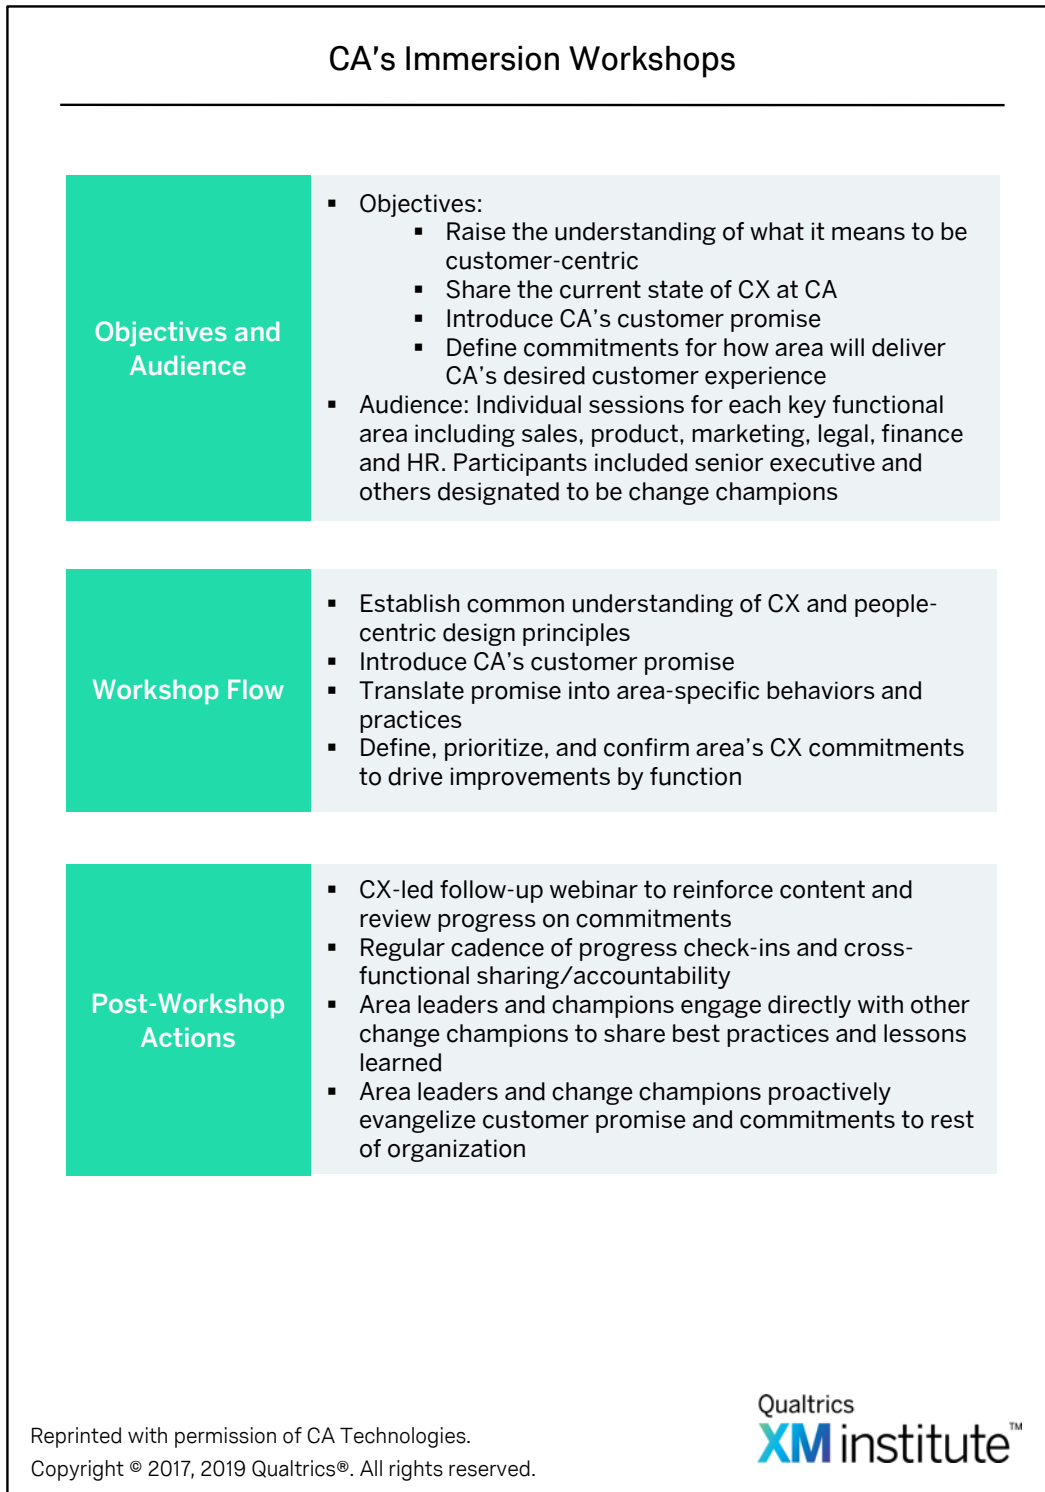 CA's Immersion Workshops
Objectives and
Audience
▪ Objectives:
▪ Raise the understanding of what it means to be
customer-centric
▪ Share the current state of CX at CA
▪ Introduce CA's customer promise
▪ Define commitments for how area will deliver
CA's desired customer experience
▪ Audience: Individual sessions for each key functional
area including sales, product, marketing, legal, finance
and HR. Participants included senior executive and
others designated to be change champions
Workshop Flow
▪ Establish common understanding of CX and people-
centric design principles
▪ Introduce CA's customer promise
▪ Translate promise into area-specific behaviors and
practices
▪ Define, prioritize, and confirm area's CX commitments
to drive improvements by function
Post-Workshop
Actions
▪ CX-led follow-up webinar to reinforce content and
review progress on commitments
▪ Regular cadence of progress check-ins and cross-
functional sharing/accountability
▪ Area leaders and champions engage directly with other
change champions to share best practices and lessons
learned
▪ Area leaders and change champions proactively
evangelize customer promise and commitments to rest
of organization
Reprinted with permission of CA Technologies.
Copyright © 2017, 2019 Qualtrics®. All rights reserved.
Qualtrics
XM institute™